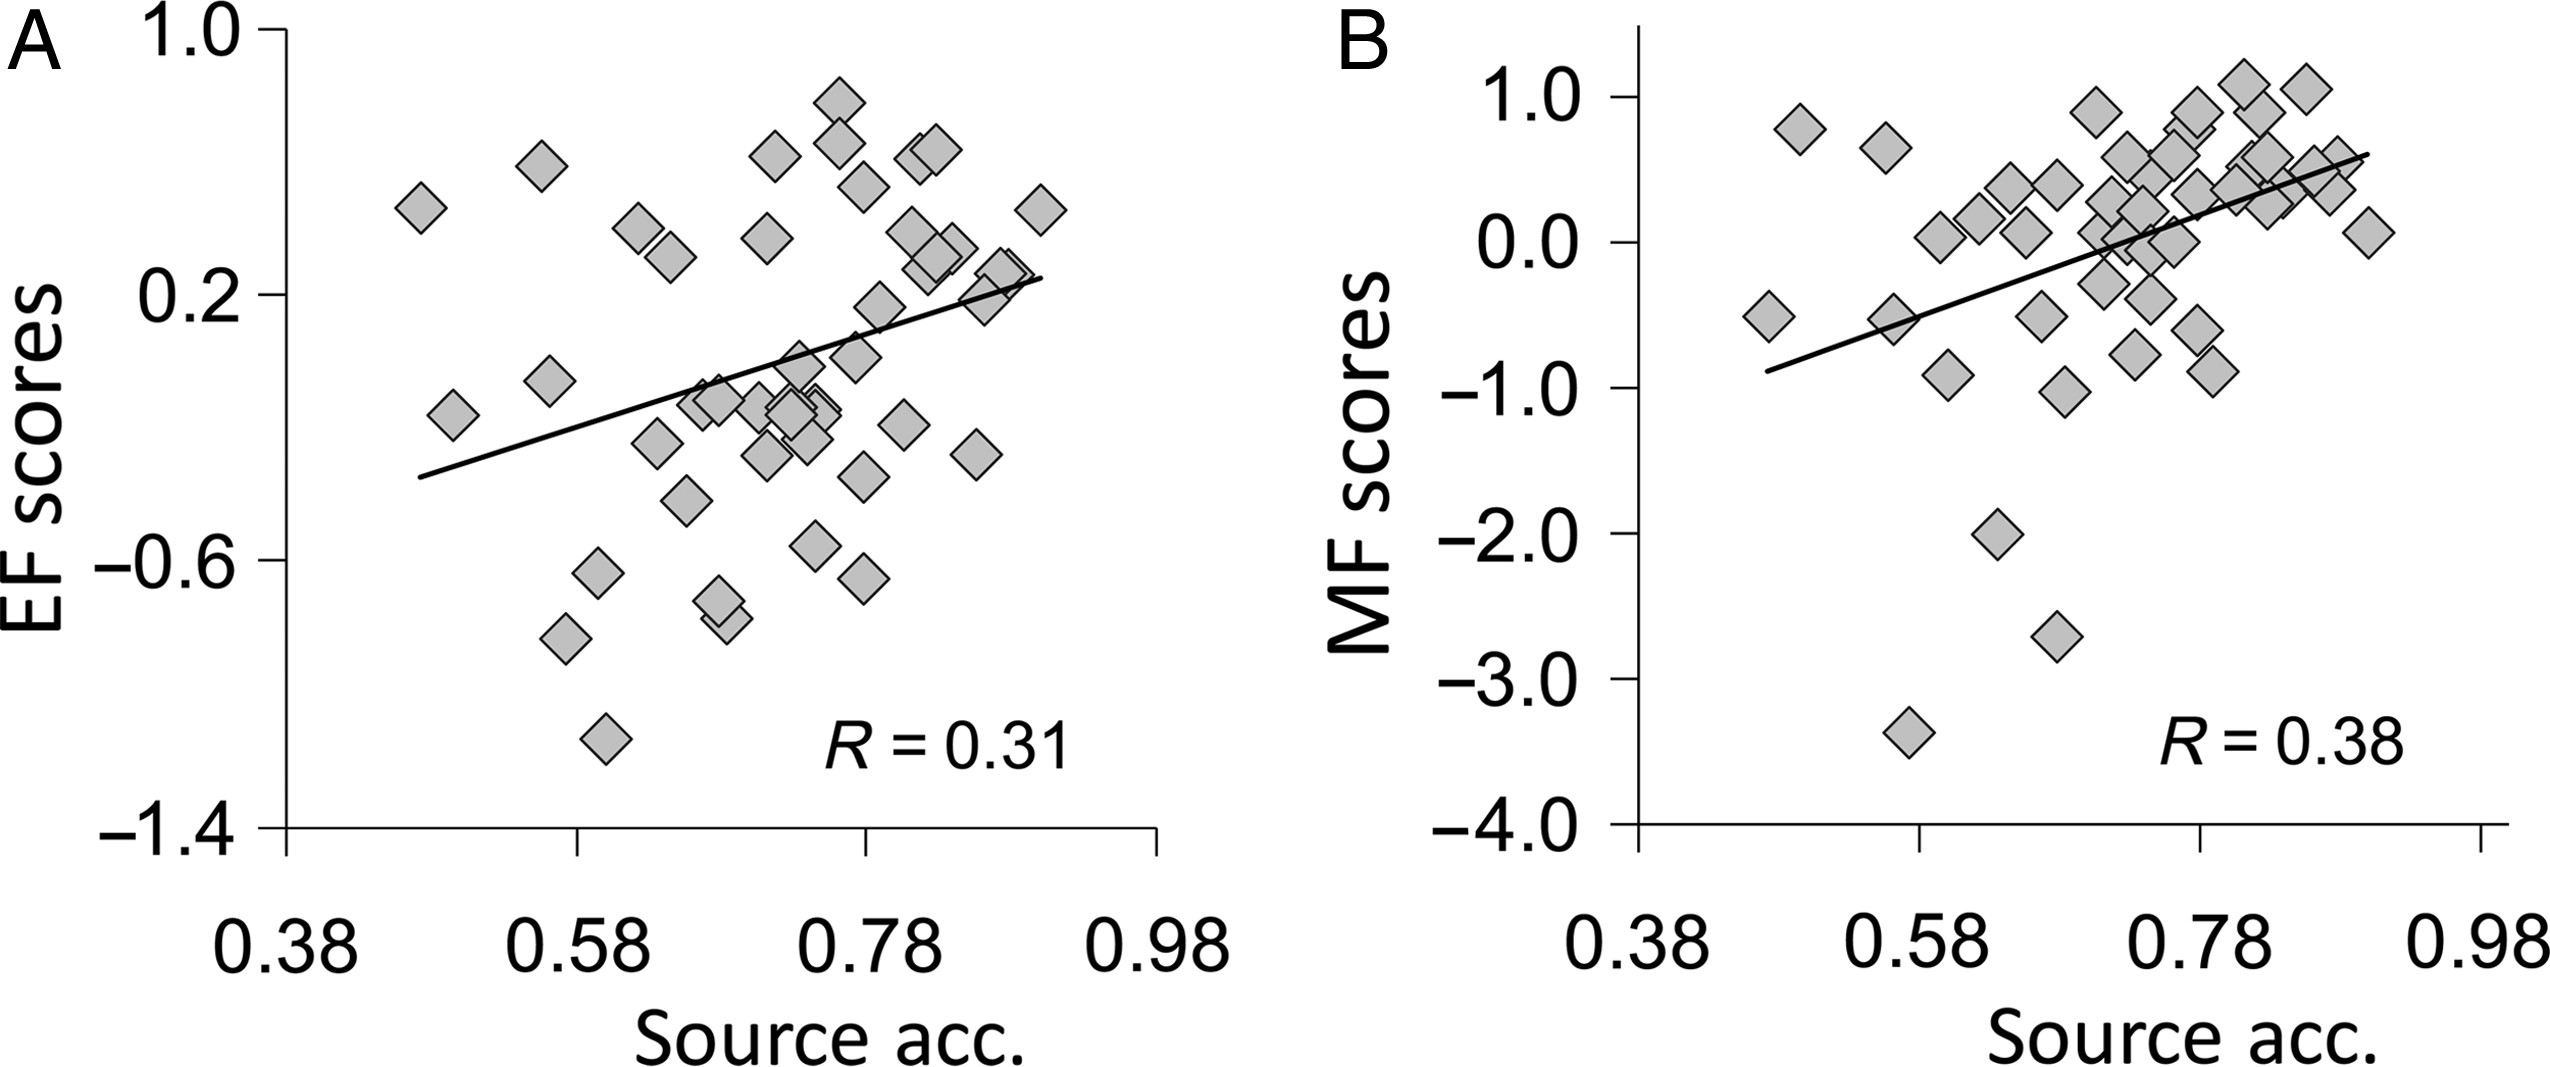 A
1.0
0.2
−0.6
−1.4
EF scores
R = 0.31
0.38 0.58 0.78 0.98
Source acc.
B
1.0
0.0
−1.0
−2.0
−3.0
−4.0
MF scores
R = 0.38
0.38 0.58 0.78 0.98
Source acc.